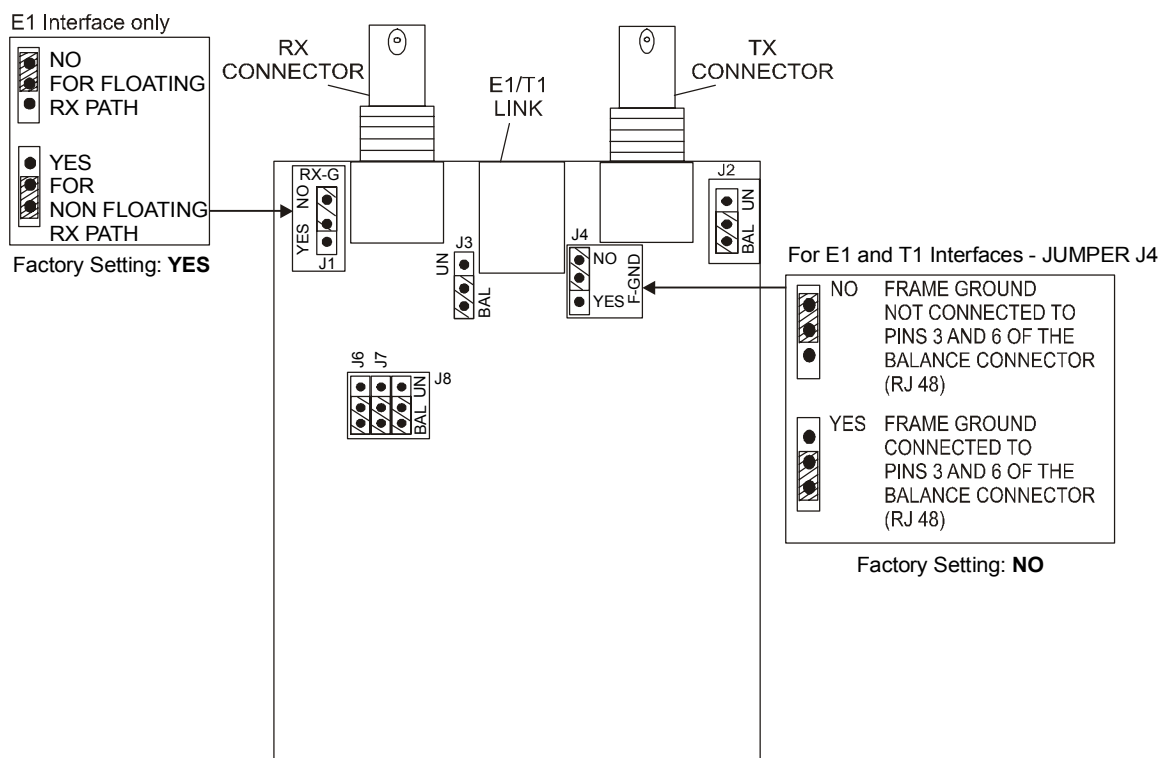 E1 Interface only
NO
FOR FLOATING
RX PATH
YES
FOR
NON FLOATING
RX PATH
Factory Setting: YES
RX
CONNECTOR
E1/T1
LINK
TX
CONNECTOR
RX-G
NO
YES
J1
J3
UN
BAL
J4
NO
YES
F-GND
J2
UN
BAL
J6
J7
J8
UN
BAL
For E1 and T1 Interfaces - JUMPER J4
NO FRAME GROUND
NOT CONNECTED TO
PINS 3 AND 6 OF THE
BALANCE CONNECTOR
(RJ 48)
YES FRAME GROUND
CONNECTED TO
PINS 3 AND 6 OF THE
BALANCE CONNECTOR
(RJ 48)
Factory Setting: NO